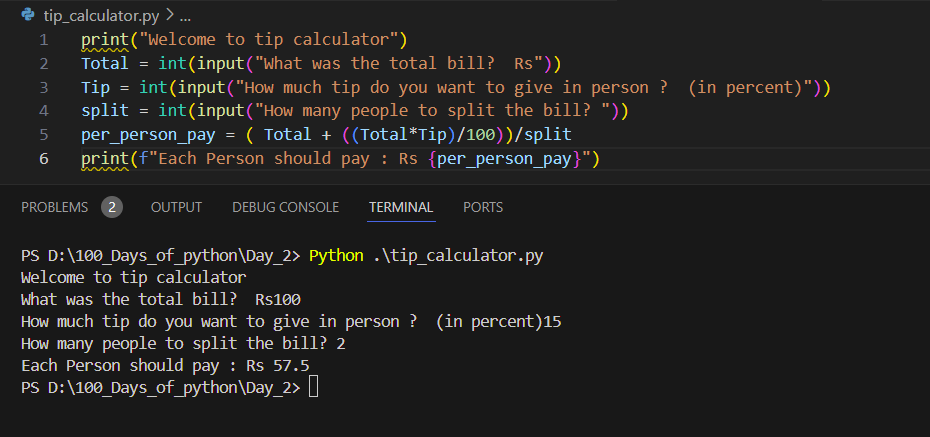 tip_calculator.py > ...
1 print("Welcome to tip calculator")
2 Total = int(input("What was the total bill?  Rs"))
3 Tip = int(input("How much tip do you want to give in person ?  (in percent)"))
4 split = int(input("How many people to split the bill? "))
5 per_person_pay = ( Total + ((Total*Tip)/100))/split
6 print(f"Each Person should pay : Rs {per_person_pay}")
PROBLEMS 2 OUTPUT DEBUG CONSOLE TERMINAL PORTS
PS D:\100_Days_of_python\Day_2> Python .\tip_calculator.py
Welcome to tip calculator
What was the total bill?  Rs100
How much tip do you want to give in person ?  (in percent)15
How many people to split the bill? 2
Each Person should pay : Rs 57.5
PS D:\100_Days_of_python\Day_2>